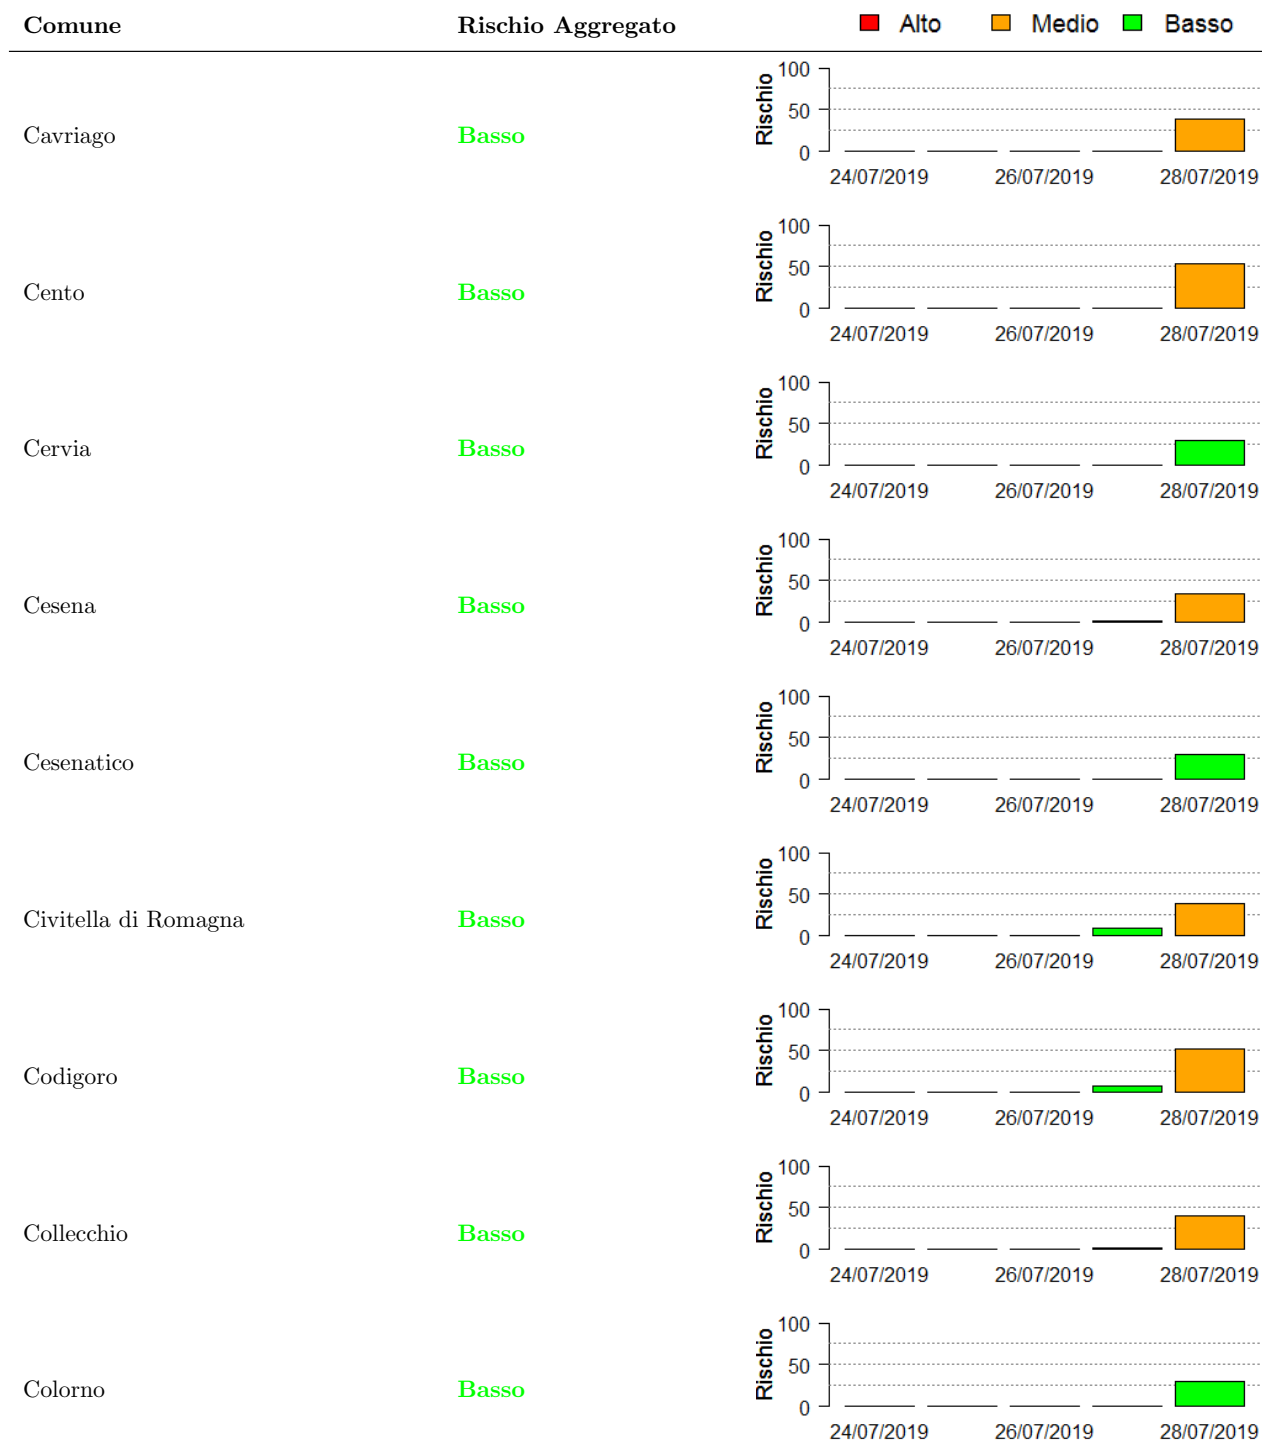 Comune Rischio Aggregato Alto Medio Basso
Cavriago Basso
Rischio
100
50
0
24/07/2019 26/07/2019 28/07/2019
Cento Basso
Rischio
100
50
0
24/07/2019 26/07/2019 28/07/2019
Cervia Basso
Rischio
100
50
0
24/07/2019 26/07/2019 28/07/2019
Cesena Basso
Rischio
100
50
0
24/07/2019 26/07/2019 28/07/2019
Cesenatico Basso
Rischio
100
50
0
24/07/2019 26/07/2019 28/07/2019
Civitella di Romagna Basso
Rischio
100
50
0
24/07/2019 26/07/2019 28/07/2019
Codigoro Basso
Rischio
100
50
0
24/07/2019 26/07/2019 28/07/2019
Collecchio Basso
Rischio
100
50
0
24/07/2019 26/07/2019 28/07/2019
Colorno Basso
Rischio
100
50
0
24/07/2019 26/07/2019 28/07/2019